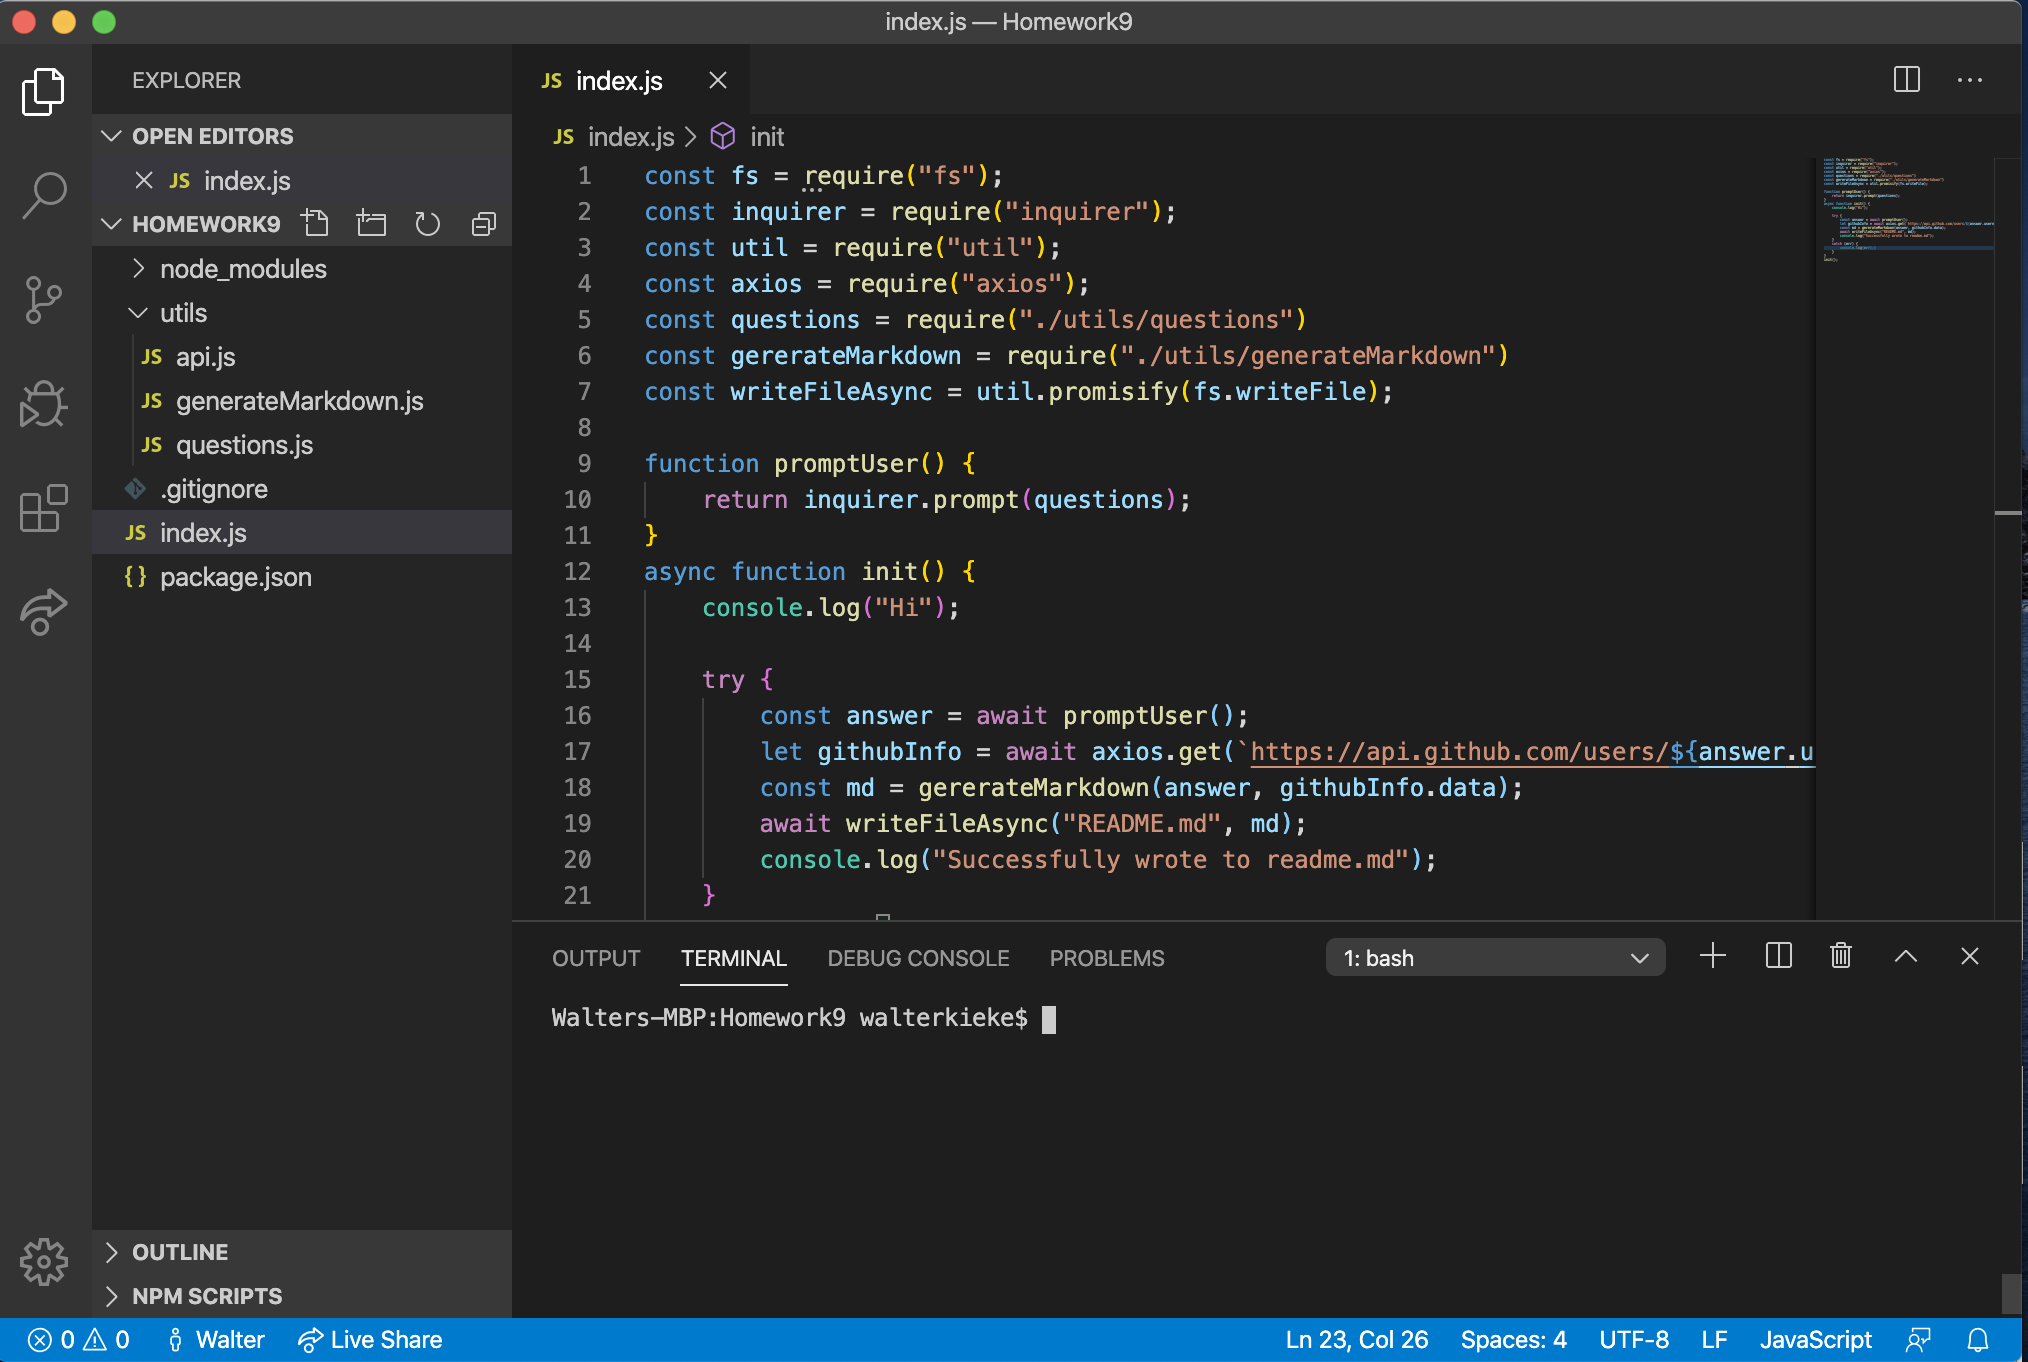 index.js — Homework9
EXPLORER
OPEN EDITORS
JS index.js
HOMEWORK9
node_modules
utils
JS api.js
JS generateMarkdown.js
JS questions.js
.gitignore
JS index.js
{} package.json
OUTLINE
NPM SCRIPTS
JS index.js
JS index.js > init
1 const fs = require("fs");
2 const inquirer = require("inquirer");
3 const util = require("util");
4 const axios = require("axios");
5 const questions = require("./utils/questions")
6 const gererateMarkdown = require("./utils/generateMarkdown")
7 const writeFileAsync = util.promisify(fs.writeFile);
8
9 function promptUser() {
10     return inquirer.prompt(questions);
11 }
12 async function init() {
13     console.log("Hi");
14
15     try {
16         const answer = await promptUser();
17         let githubInfo = await axios.get(`https://api.github.com/users/${answer.u
18         const md = gererateMarkdown(answer, githubInfo.data);
19         await writeFileAsync("README.md", md);
20         console.log("Successfully wrote to readme.md");
21     }
OUTPUT TERMINAL DEBUG CONSOLE PROBLEMS 1: bash
Walters-MBP:Homework9 walterkieke$
0 0 Walter Live Share Ln 23, Col 26 Spaces: 4 UTF-8 LF JavaScript